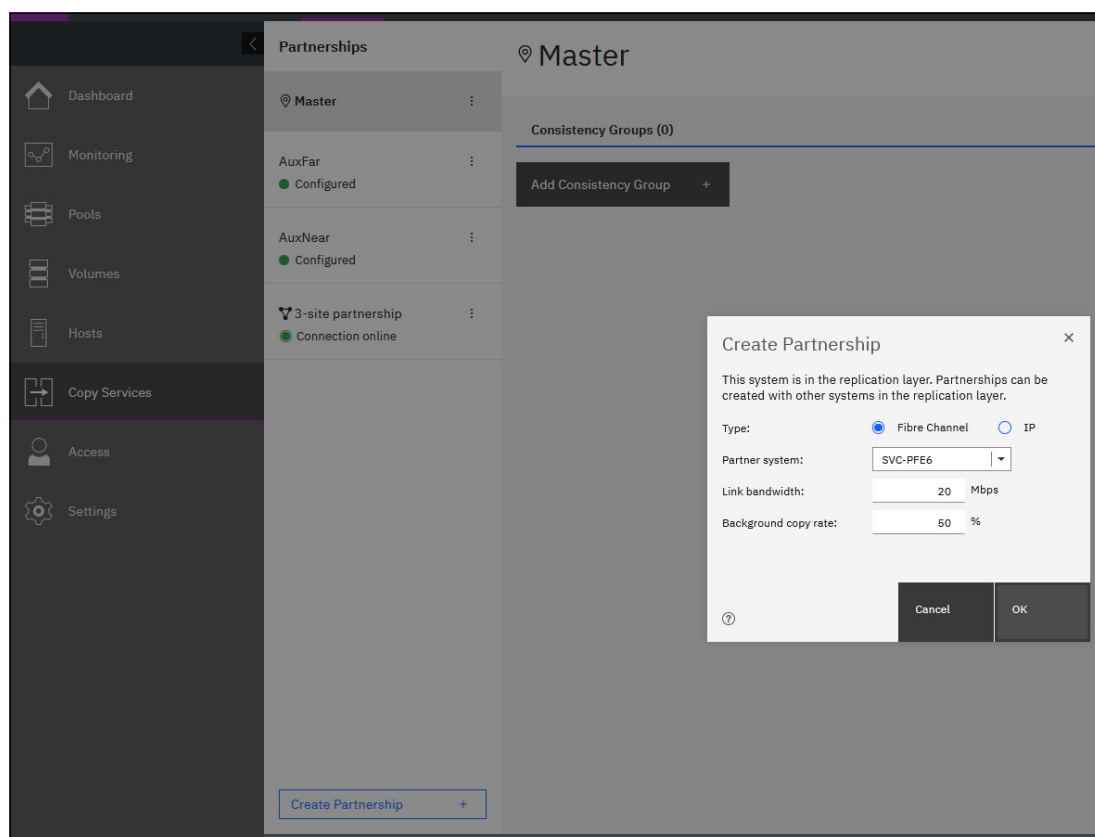 Partnerships
Master
Dashboard
Master
Consistency Groups (0)
Monitoring
AuxFar
Configured
Add Consistency Group +
Pools
AuxNear
Configured
Volumes
3-site partnership
Connection online
Hosts
Copy Services
Access
Settings
Create Partnership +
Create Partnership
This system is in the replication layer. Partnerships can be
created with other systems in the replication layer.
Type: Fibre Channel IP
Partner system: SVC-PFE6
Link bandwidth: 20 Mbps
Background copy rate: 50 %
?
Cancel OK